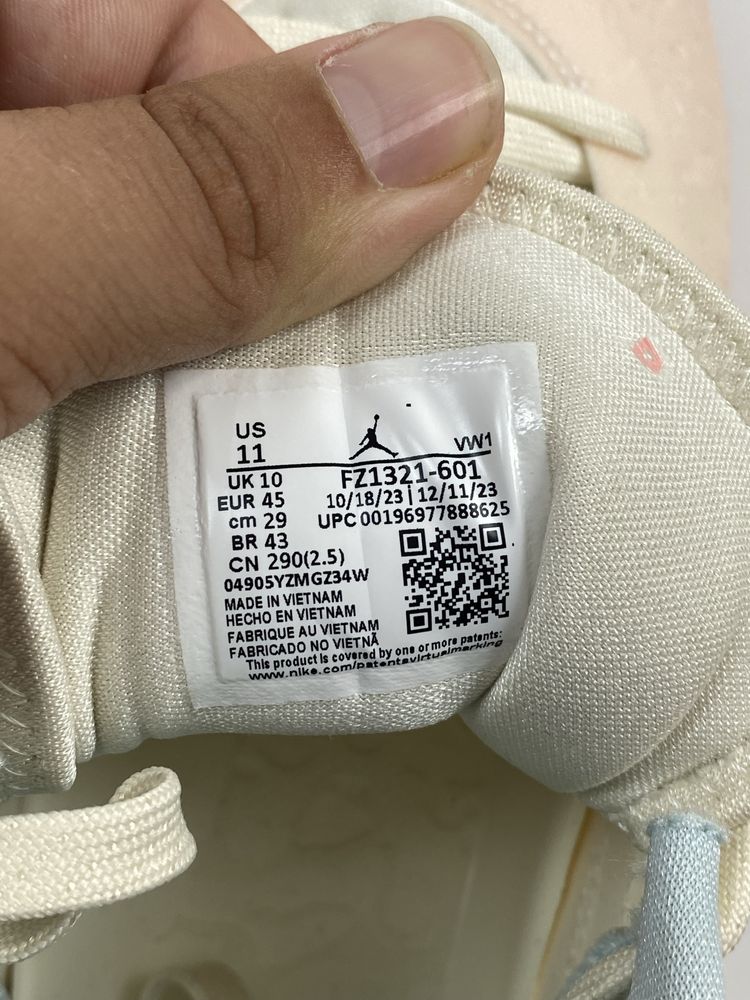 US
11
VW1
UK 10
FZ1321-601
EUR 45
10/18/23 | 12/11/23
cm 29
UPC 00196977888625
BR 43
CN 290(2.5)
04905YZMGZ34W
MADE IN VIETNAM
HECHO EN VIETNAM
FABRIQUE AU VIETNAM
FABRICADO NO VIETNÃ
This product is covered by one or more patents:
www.nike.com/patentsvirtualmarking